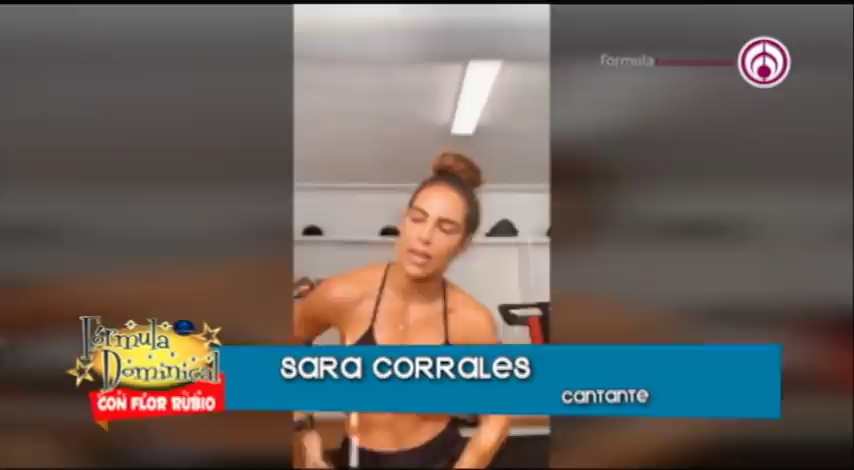 Formula
Fórmula
Dominical
CON FLOR RUBIO
SARA CORRALES
CANTANTE